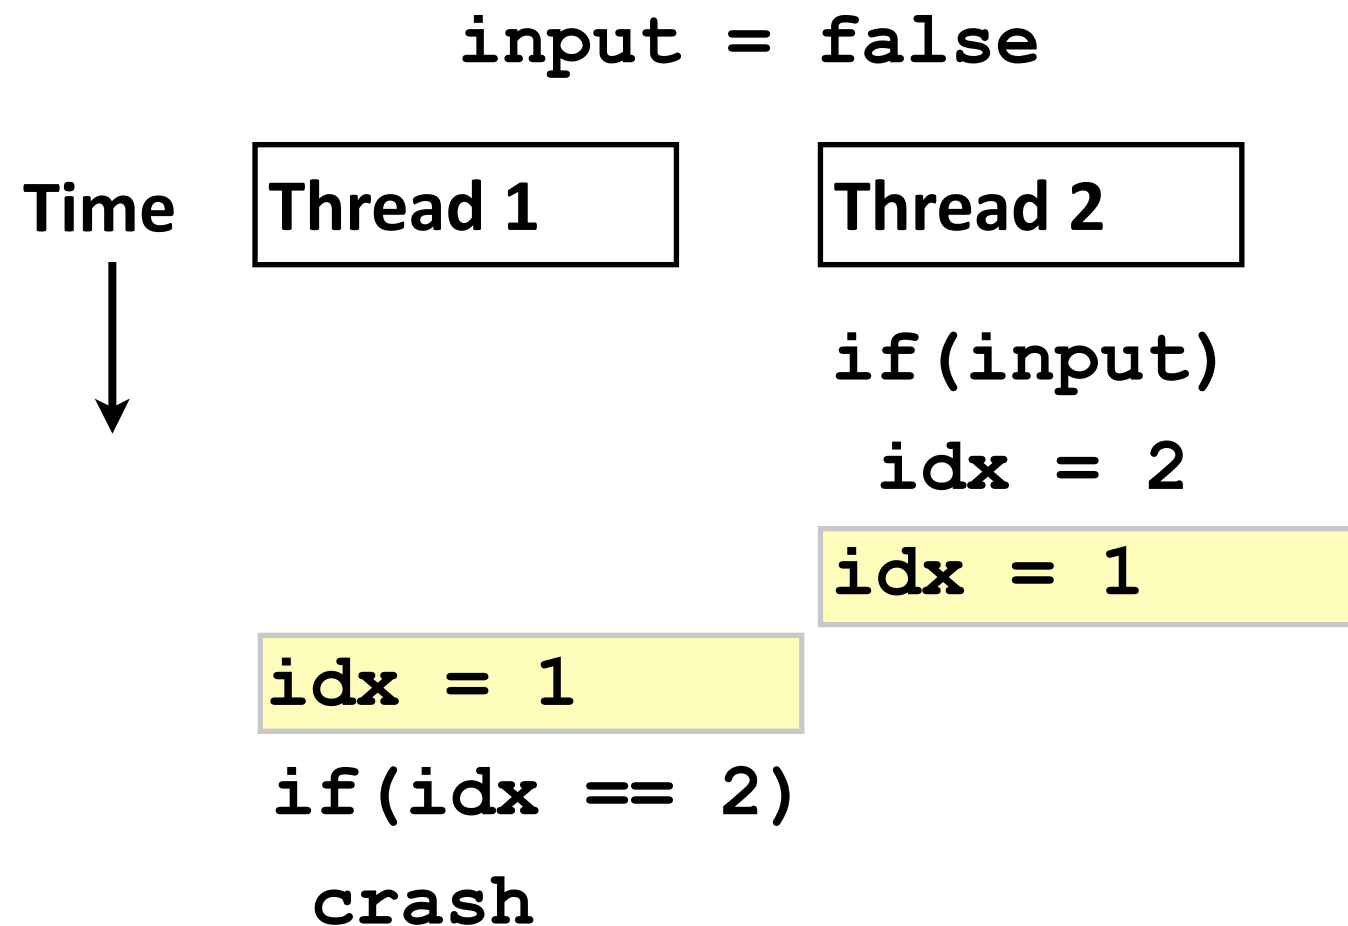 input = false
Time
Thread 1
Thread 2
if(input)
idx = 2
idx = 1
idx = 1
if(idx == 2)
crash